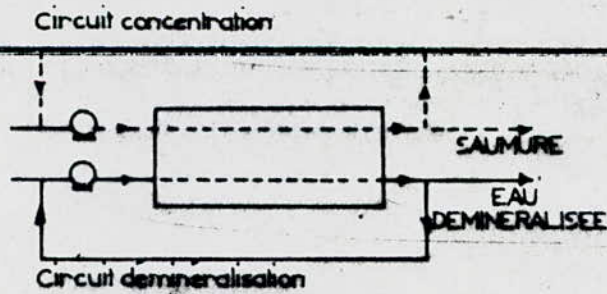 Circuit concentration
SAUMURE
EAU
DEMINERALISEE
Circuit demineralisation